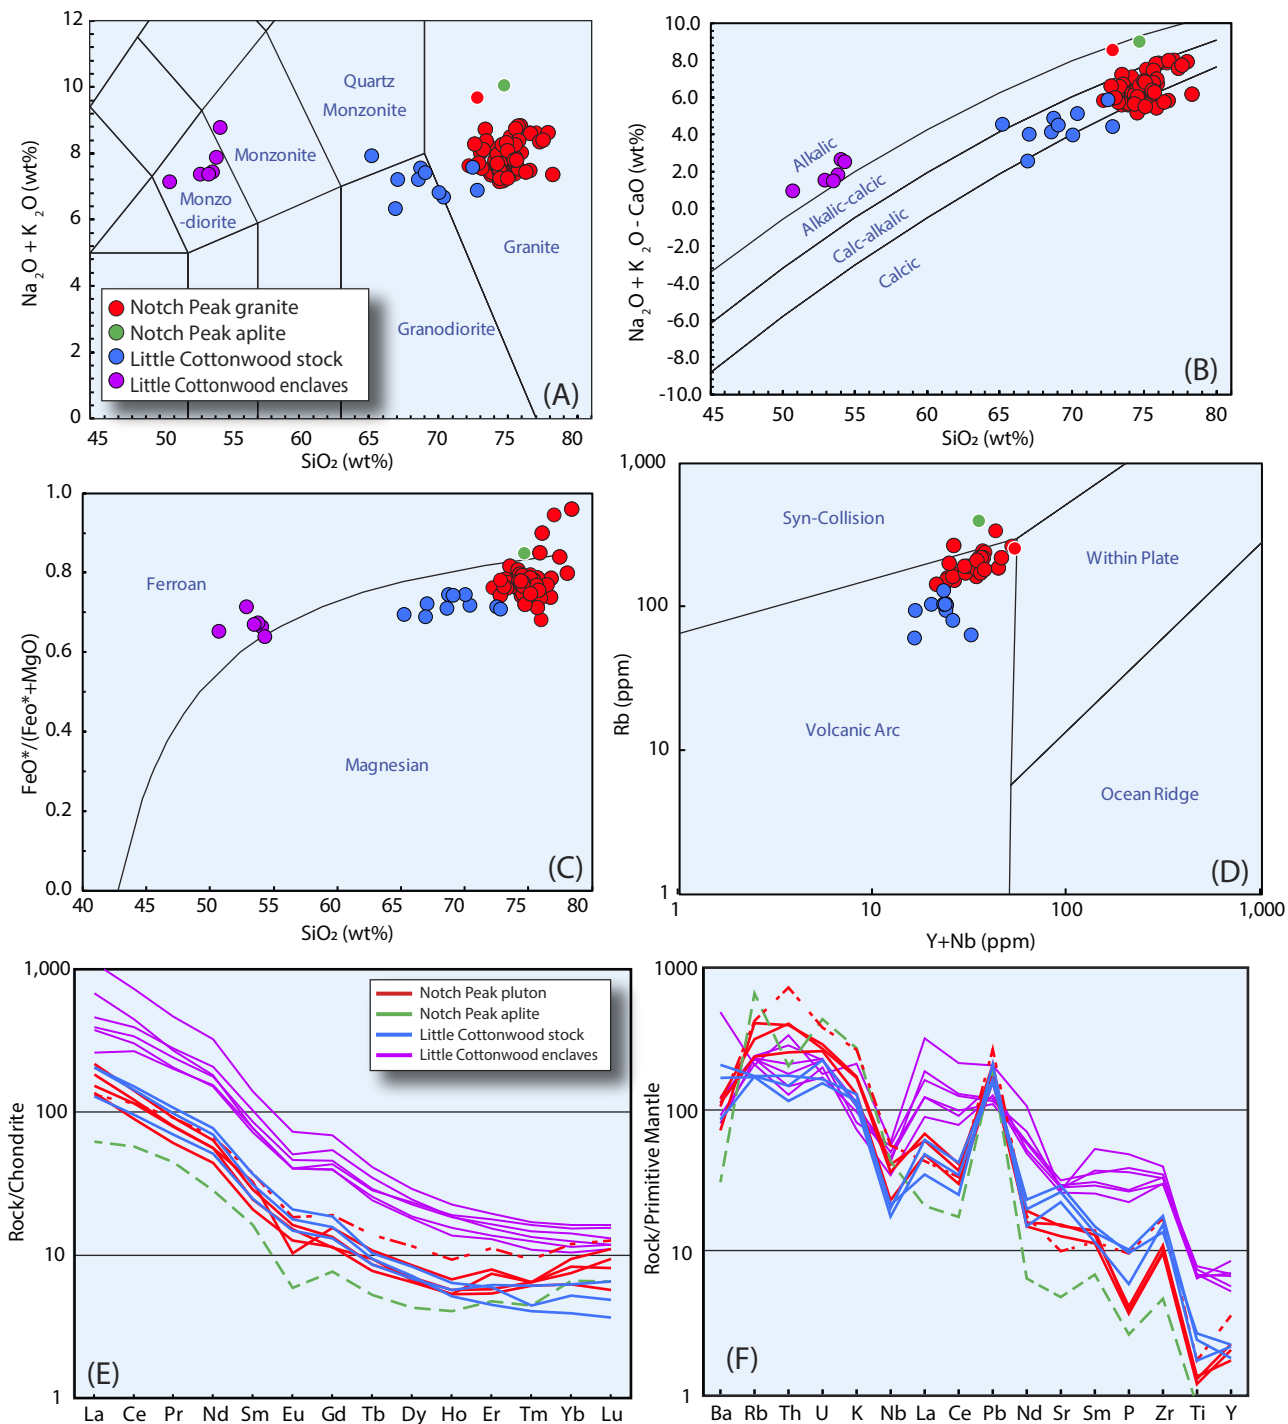 12
10
8
6
4
2
0
Na2O + K2O (wt%)
Quartz
Monzonite
Monzonite
Monzo
-diorite
Granite
Granodiorite
Notch Peak granite
Notch Peak aplite
Little Cottonwood stock
Little Cottonwood enclaves
(A)
45 50 55 60 65 70 75 80
SiO₂ (wt%)
10.0
8.0
6.0
4.0
2.0
0.0
-2.0
-4.0
-6.0
-8.0
-10.0
Na2O + K2O - CaO (wt%)
Alkalic
Alkalic-calcic
Calc-alkalic
Calcic
(B)
45 50 55 60 65 70 75 80
SiO₂ (wt%)
1.0
0.8
0.6
0.4
0.2
0.0
FeO*/(Feo*+MgO)
Ferroan
Magnesian
(C)
40 45 50 55 60 65 70 75 80
SiO₂ (wt%)
1,000
100
10
1
Rb (ppm)
Syn-Collision
Within Plate
Volcanic Arc
Ocean Ridge
(D)
1 10 100 1,000
Y+Nb (ppm)
1,000
100
10
1
Rock/Chondrite
Notch Peak pluton
Notch Peak aplite
Little Cottonwood stock
Little Cottonwood enclaves
(E)
La Ce Pr Nd Sm Eu Gd Tb Dy Ho Er Tm Yb Lu
1000
100
10
1
Rock/Primitive Mantle
(F)
Ba Rb Th U K Nb La Ce Pb Nd Sr Sm P Zr Ti Y